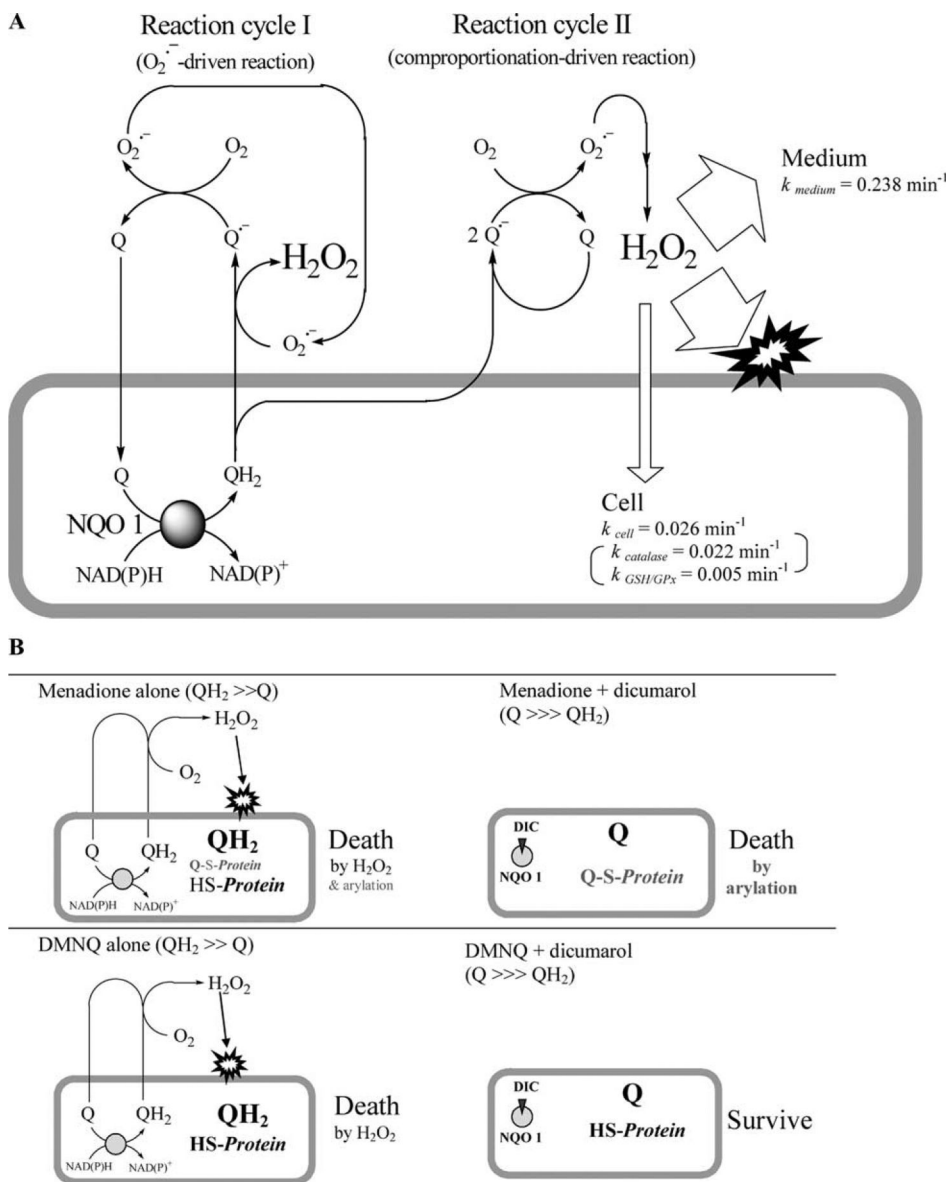 A
Reaction cycle I
(O₂·⁻-driven reaction)
Reaction cycle II
(comproportionation-driven reaction)
O₂·⁻
O₂
O₂
O₂·⁻
Medium
k medium = 0.238 min⁻¹
Q
Q·⁻
H₂O₂
2 Q·⁻
Q
H₂O₂
O₂·⁻
Q
QH₂
NQO 1
NAD(P)H
NAD(P)⁺
Cell
k cell = 0.026 min⁻¹
k catalase = 0.022 min⁻¹
k GSH/GPx = 0.005 min⁻¹
B
Menadione alone (QH₂ >>Q)
H₂O₂
O₂
Q
QH₂
NAD(P)H
NAD(P)⁺
QH₂
Q-S-Protein
HS-Protein
Death
by H₂O₂
& arylation
Menadione + dicumarol
(Q >>> QH₂)
DIC
NQO 1
Q
Q-S-Protein
Death
by
arylation
DMNQ alone (QH₂ >> Q)
H₂O₂
O₂
Q
QH₂
NAD(P)H
NAD(P)⁺
QH₂
HS-Protein
Death
by H₂O₂
DMNQ + dicumarol
(Q >>> QH₂)
DIC
NQO 1
Q
HS-Protein
Survive